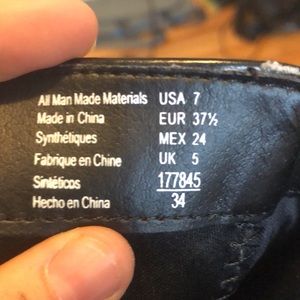 All Man Made Materials USA 7
Made in China EUR 37½
Synthétiques MEX 24
Fabrique en Chine UK 5
Sintéticos 177845
Hecho en China 34